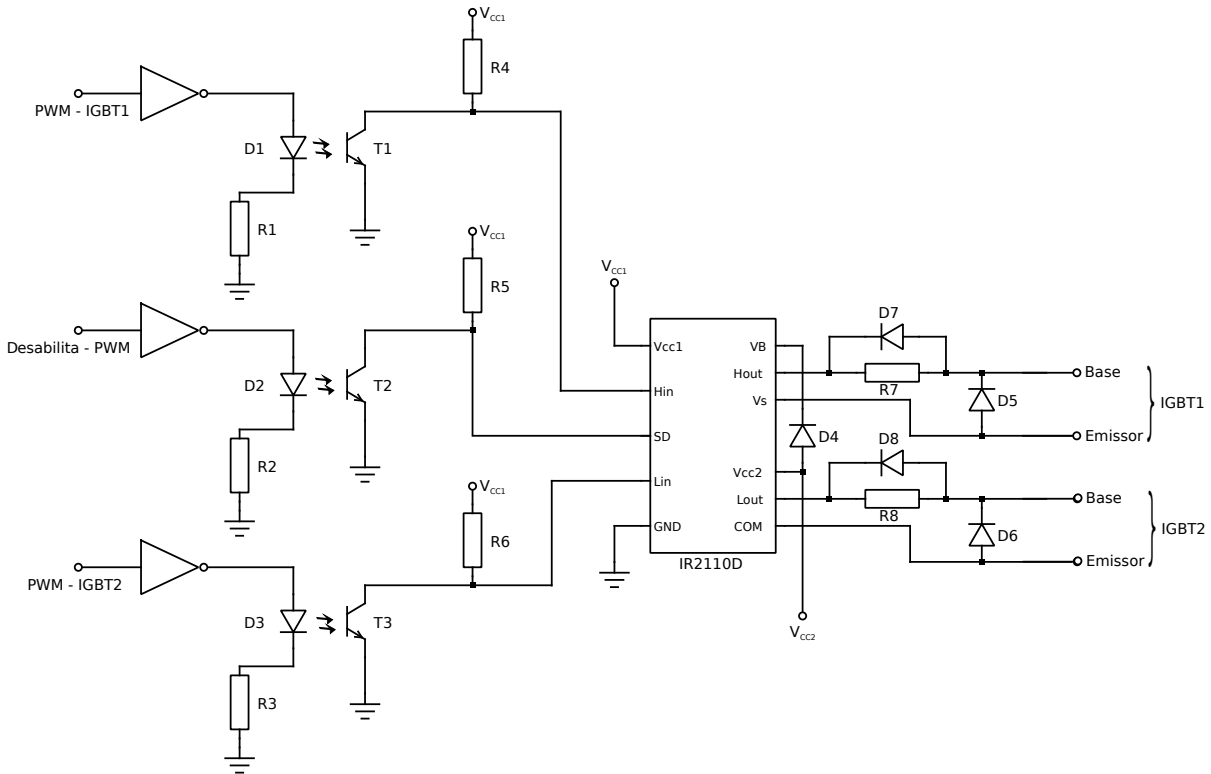 VCC1
R4
PWM - IGBT1
D1
T1
R1
VCC1
R5
Desabilita - PWM
D2
T2
R2
VCC1
R6
PWM - IGBT2
D3
T3
R3
VCC1
Vcc1
Hin
SD
Lin
GND
VB
Hout
Vs
Vcc2
Lout
COM
IR2110D
D4
VCC2
D7
R7
D5
Base
Emissor
IGBT1
D8
R8
D6
Base
Emissor
IGBT2